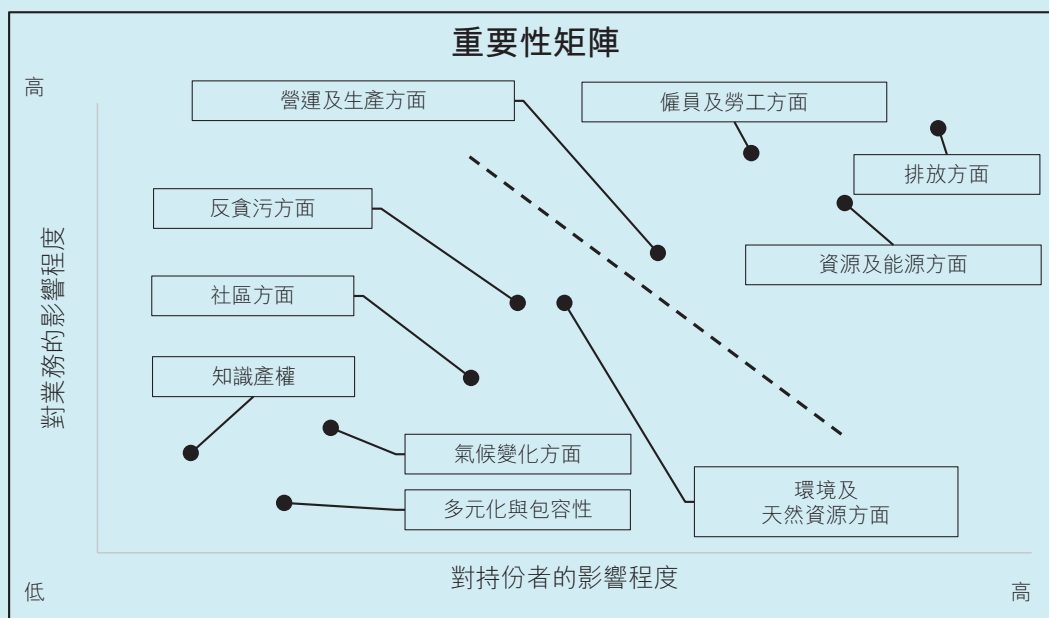 重要性矩陣
高
營運及生產方面
僱員及勞工方面
排放方面
反貪污方面
資源及能源方面
社區方面
對業務的影響程度
知識產權
氣候變化方面
多元化與包容性
環境及
天然資源方面
對持份者的影響程度
低
高